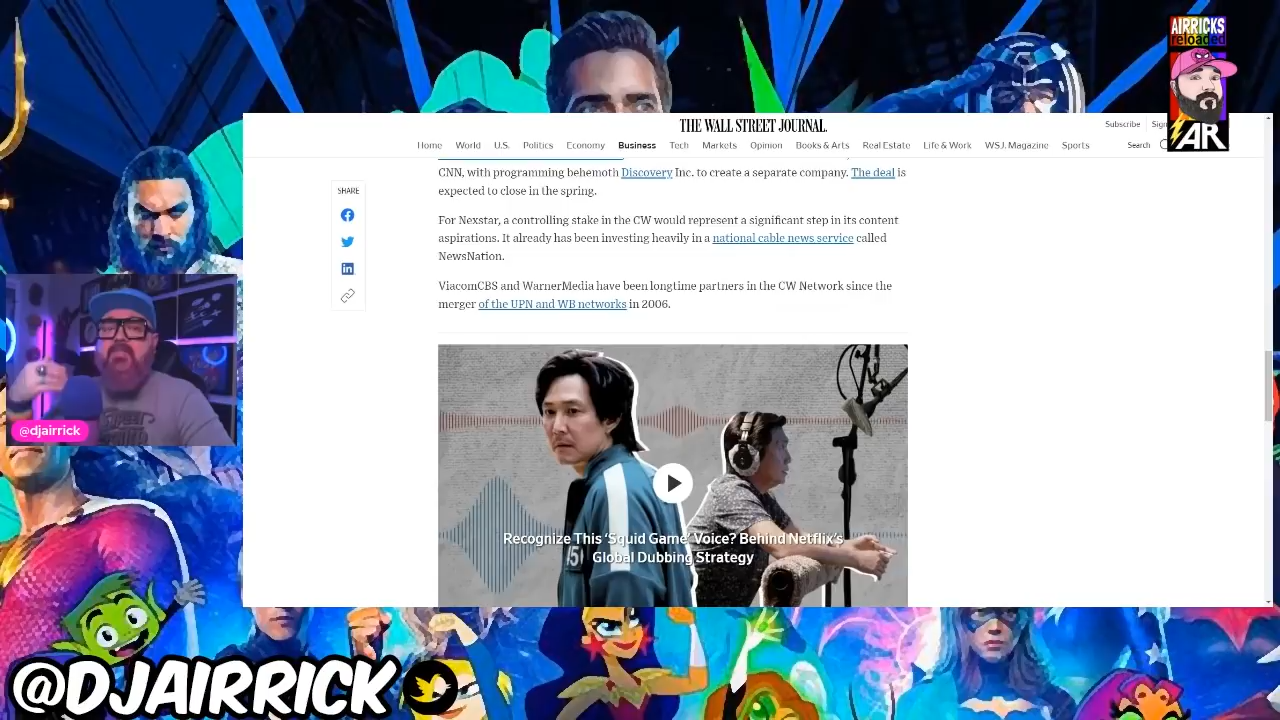 AIRRICKS
reloaded
AR
THE WALL STREET JOURNAL.
Subscribe
Home World U.S. Politics Economy Business Tech Markets Opinion Books & Arts Real Estate Life & Work WSJ. Magazine Sports Search
SHARE
CNN, with programming behemoth Discovery Inc. to create a separate company. The deal is
expected to close in the spring.
For Nexstar, a controlling stake in the CW would represent a significant step in its content
aspirations. It already has been investing heavily in a national cable news service called
NewsNation.
ViacomCBS and WarnerMedia have been longtime partners in the CW Network since the
merger of the UPN and WB networks in 2006.
@djairrick
Recognize This ‘Squid Game’ Voice? Behind Netflix’s
Global Dubbing Strategy
@DJAIRRICK